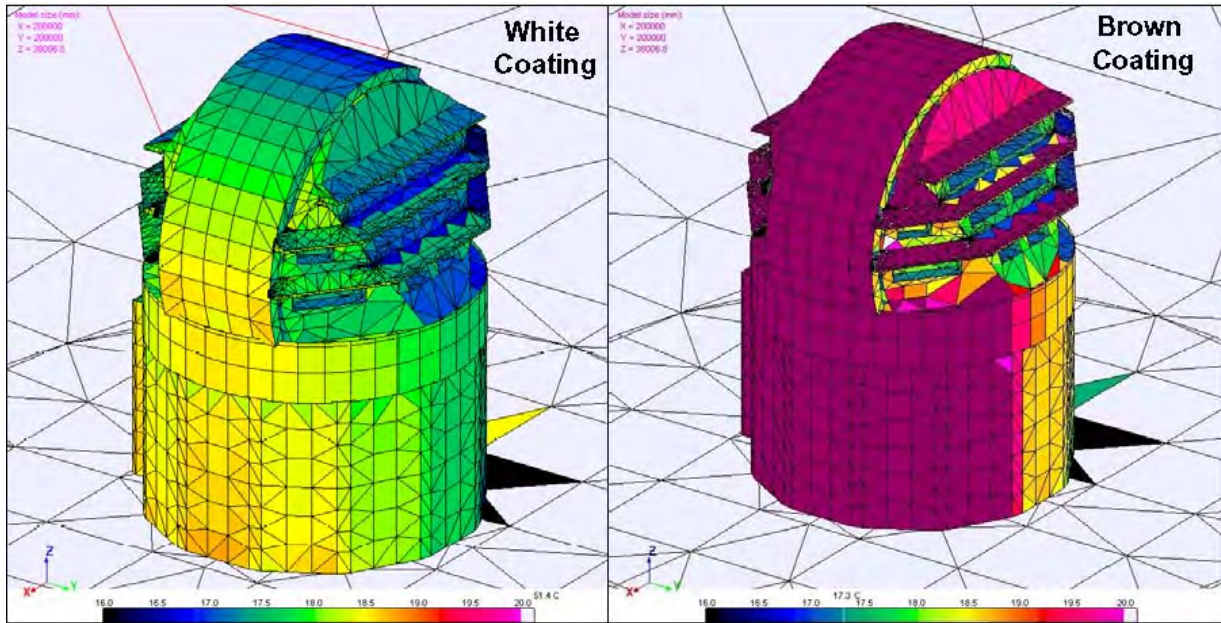 Model size (mm):
X = 200000
Y = 200000
Z = 38006.8
White
Coating
Z
X
Y
51.4 C
16.0 16.5 17.0 17.5 18.0 18.5 19.0 19.5 20.0
Model size (mm):
X = 200000
Y = 200000
Z = 38006.8
Brown
Coating
Z
X
Y
17.3 C
16.0 16.5 17.0 17.5 18.0 18.5 19.0 19.5 20.0